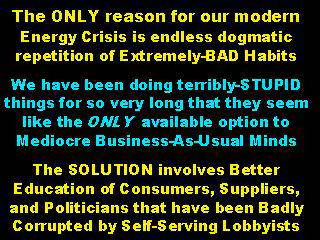 The ONLY reason for our modern
Energy Crisis is endless dogmatic
repetition of Extremely-BAD Habits
We have been doing terribly-STUPID
things for so very long that they seem
like the ONLY available option to
Mediocre Business-As-Usual Minds
The SOLUTION involves Better
Education of Consumers, Suppliers,
and Politicians that have been Badly
Corrupted by Self-Serving Lobbyists